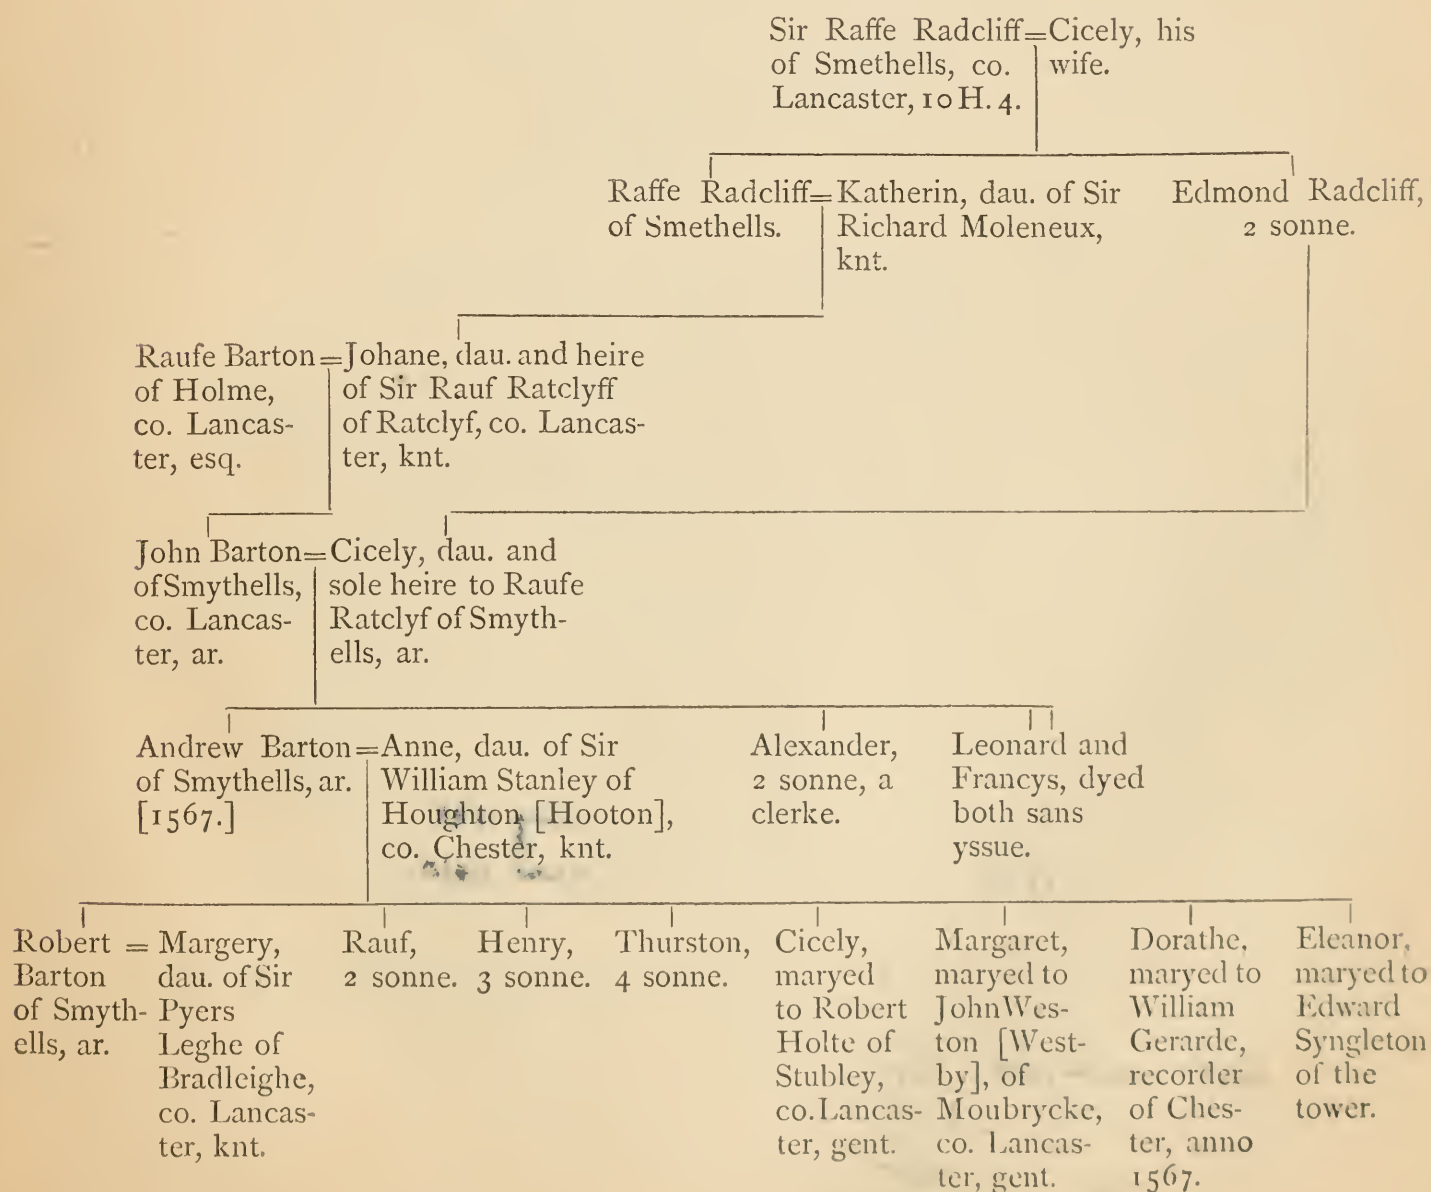 Sir Raffe Radcliff=Cicely, his
of Smethells, co. wife.
Lancaster, 10 H. 4.
Raffe Radcliff=Katherin, dau. of Sir
of Smethells. Richard Moleneux,
knt.
Edmond Radcliff,
2 sonne.
Raufe Barton=Johane, dau. and heire
of Holme, of Sir Rauf Ratclyff
co. Lancas- of Ratclyf, co. Lancas-
ter, esq. ter, knt.
John Barton=Cicely, dau. and
of Smythells, sole heire to Raufe
co. Lancas- Ratclyf of Smyth-
ter, ar. ells, ar.
Andrew Barton=Anne, dau. of Sir
of Smythells, ar. William Stanley of
[1567.] Houghton [Hooton],
co. Chester, knt.
Alexander,
2 sonne, a
clerke.
Leonard and
Francys, dyed
both sans
yssue.
Robert = Margery,
Barton dau. of Sir
of Smyth- Pyers
ells, ar. Leghe of
Bradleighe,
co. Lancas-
ter, knt.
Rauf,
2 sonne.
Henry,
3 sonne.
Thurston,
4 sonne.
Cicely,
maryed
to Robert
Holte of
Stubley,
co. Lancas-
ter, gent.
Margaret,
maryed to
John Wes-
ton [West-
by], of
Moubrycke,
co. Lancas-
ter, gent.
Dorathe,
maryed to
William
Gerarde,
recorder
of Ches-
ter, anno
1567.
Eleanor,
maryed to
Edward
Syngleton
of the
tower.